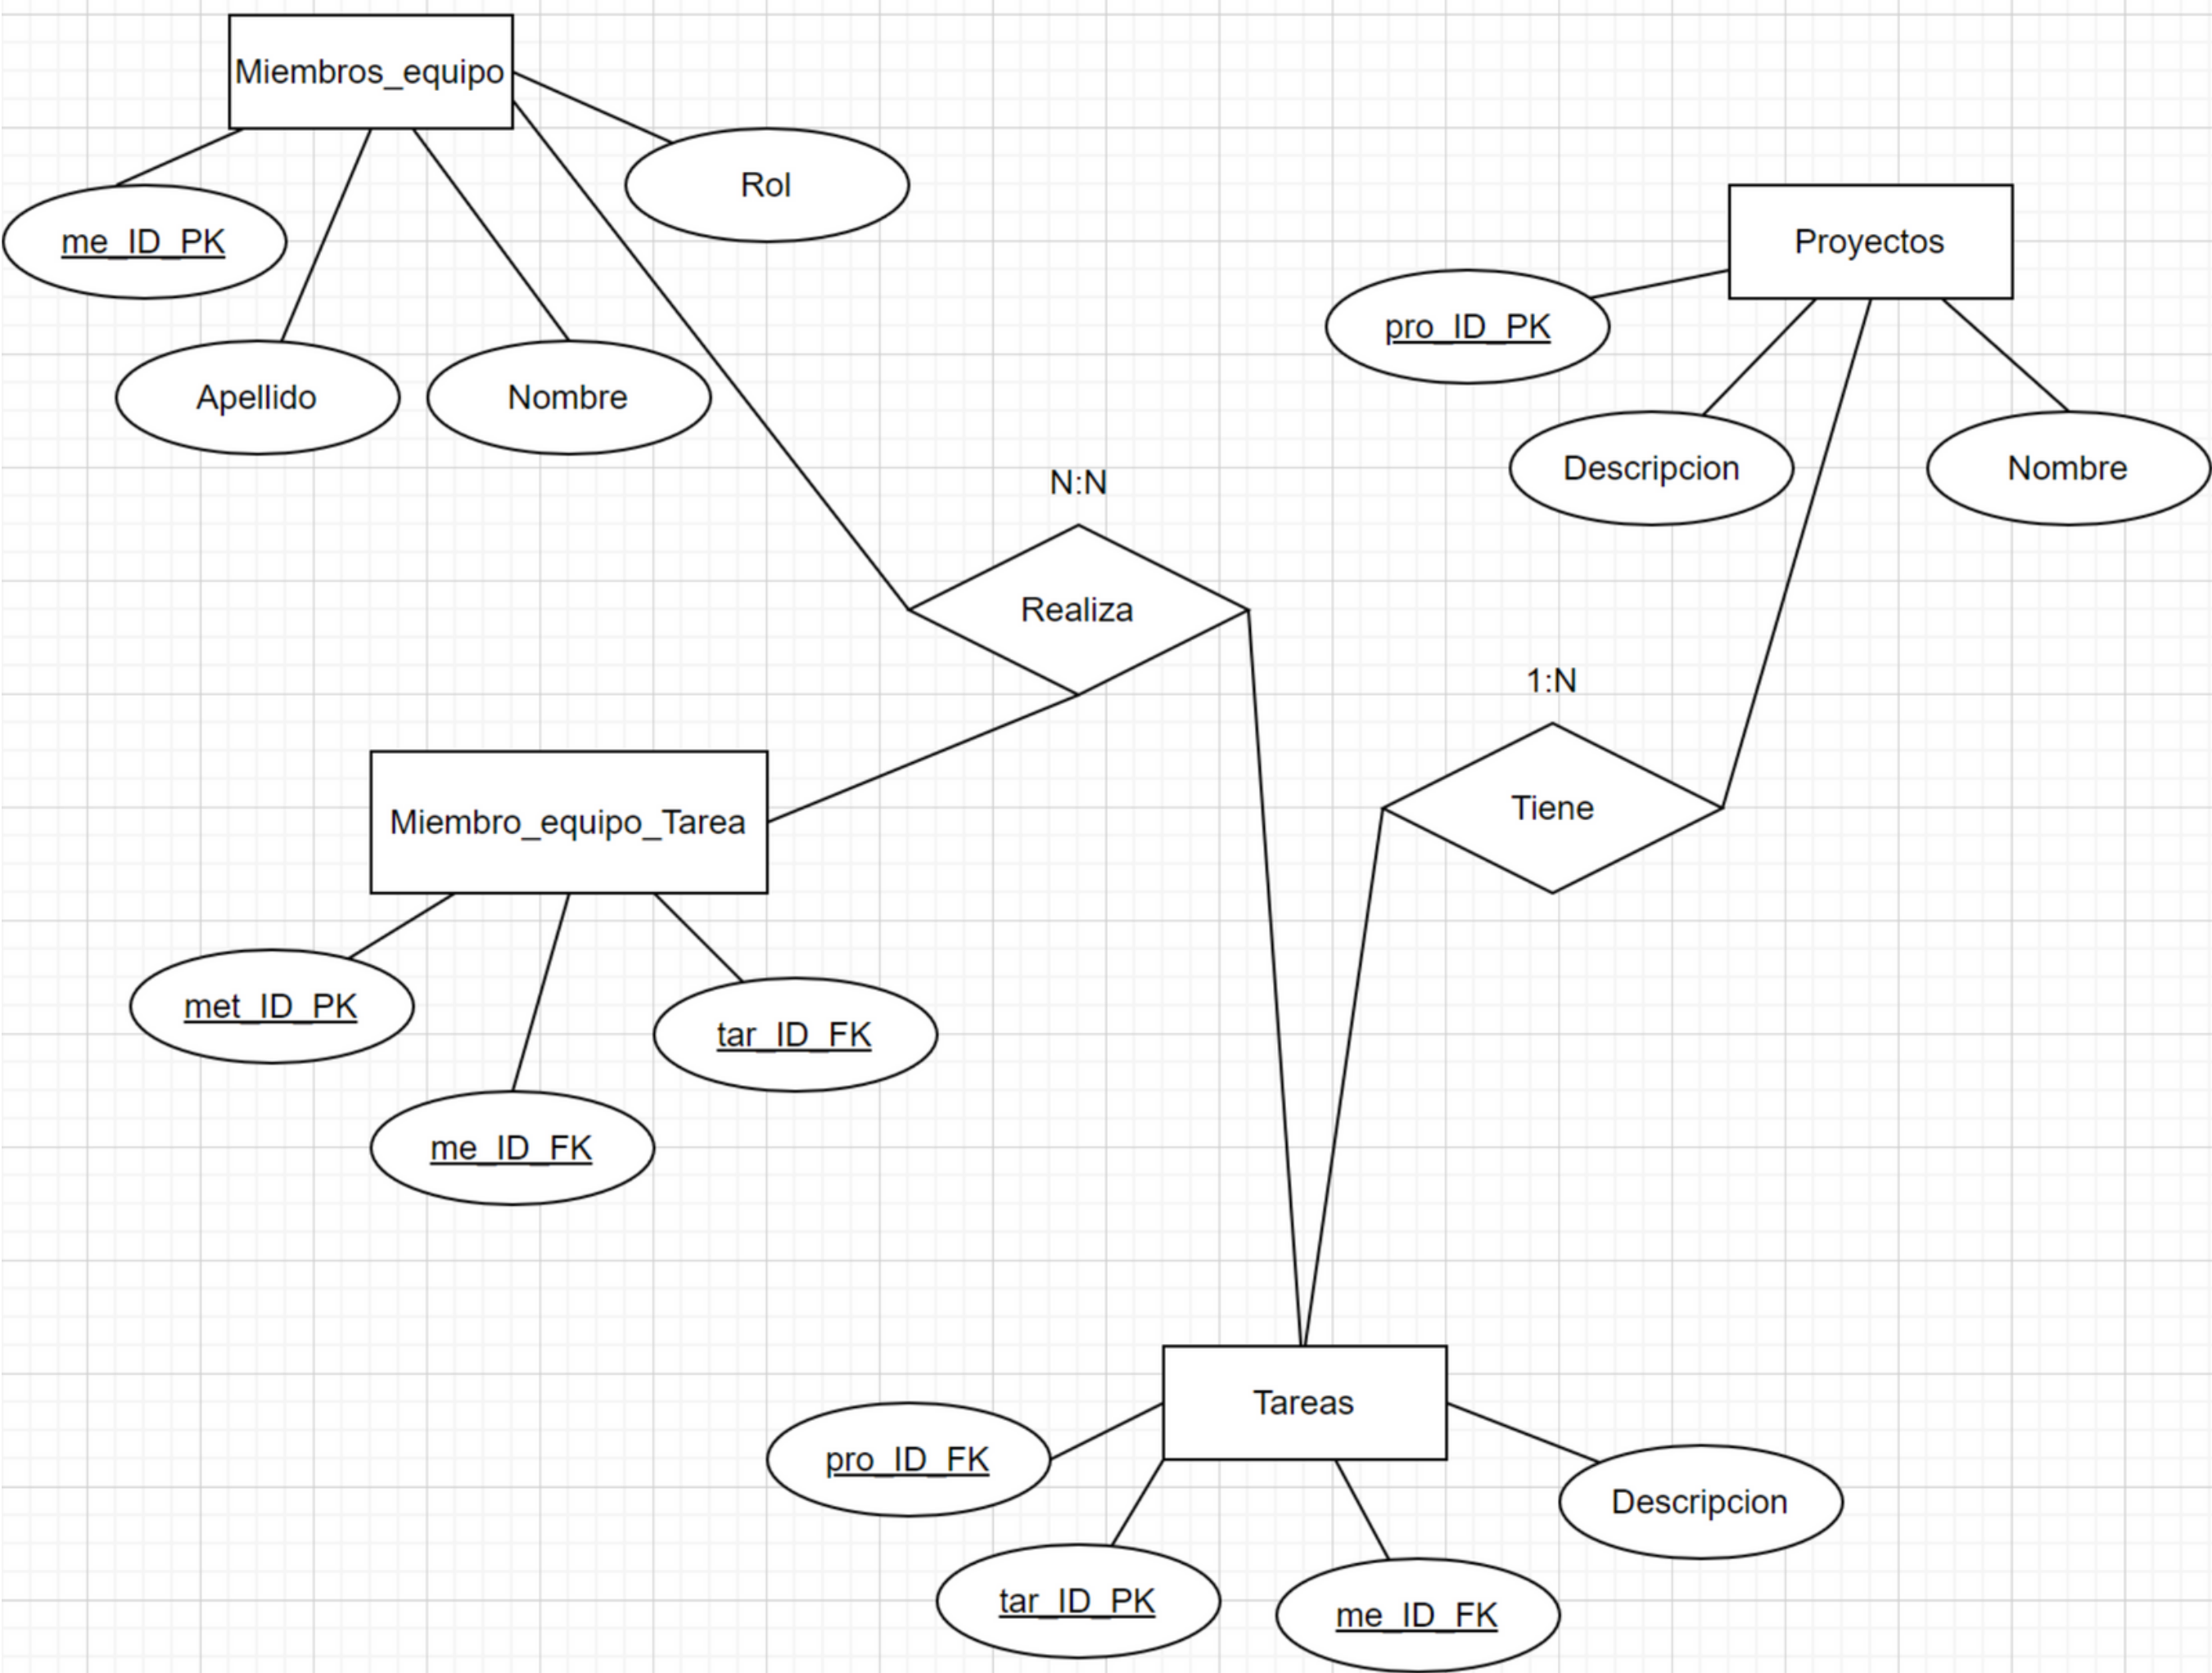 Miembros_equipo
Rol
me_ID_PK
Apellido
Nombre
Proyectos
pro_ID_PK
Descripcion
Nombre
N:N
Realiza
1:N
Tiene
Miembro_equipo_Tarea
met_ID_PK
tar_ID_FK
me_ID_FK
Tareas
pro_ID_FK
Descripcion
tar_ID_PK
me_ID_FK